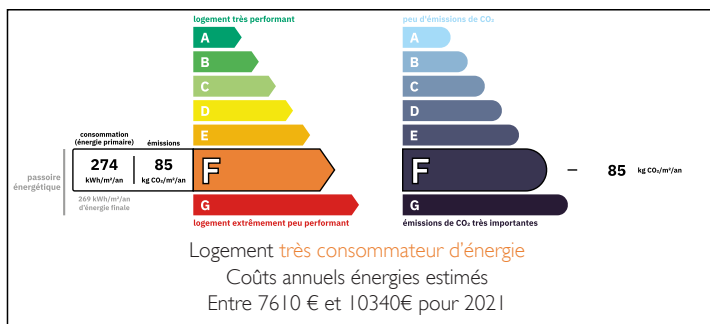 logement très performant
A
B
C
D
E
consommation
(énergie primaire)
émissions
274
kWh/m²/an
85
kg CO₂/m²/an
F
passoire
énergétique
269 kWh/m²/an
d'énergie finale
G
logement extrêmement peu performant
peu d'émissions de CO₂
A
B
C
D
E
F
85 kg CO₂/m²/an
G
émissions de CO₂ très importantes
Logement très consommateur d'énergie
Coûts annuels énergies estimés
Entre 7610 € et 10340€ pour 2021